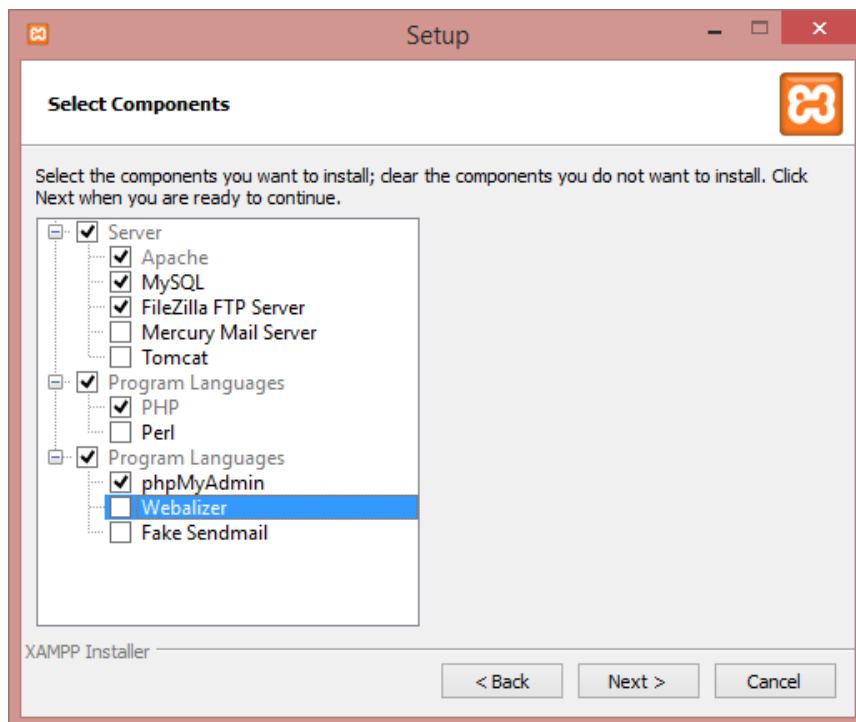 Setup
Select Components
Select the components you want to install; clear the components you do not want to install. Click
Next when you are ready to continue.
Server
Apache
MySQL
FileZilla FTP Server
Mercury Mail Server
Tomcat
Program Languages
PHP
Perl
Program Languages
phpMyAdmin
Webalizer
Fake Sendmail
XAMPP Installer
< Back
Next >
Cancel